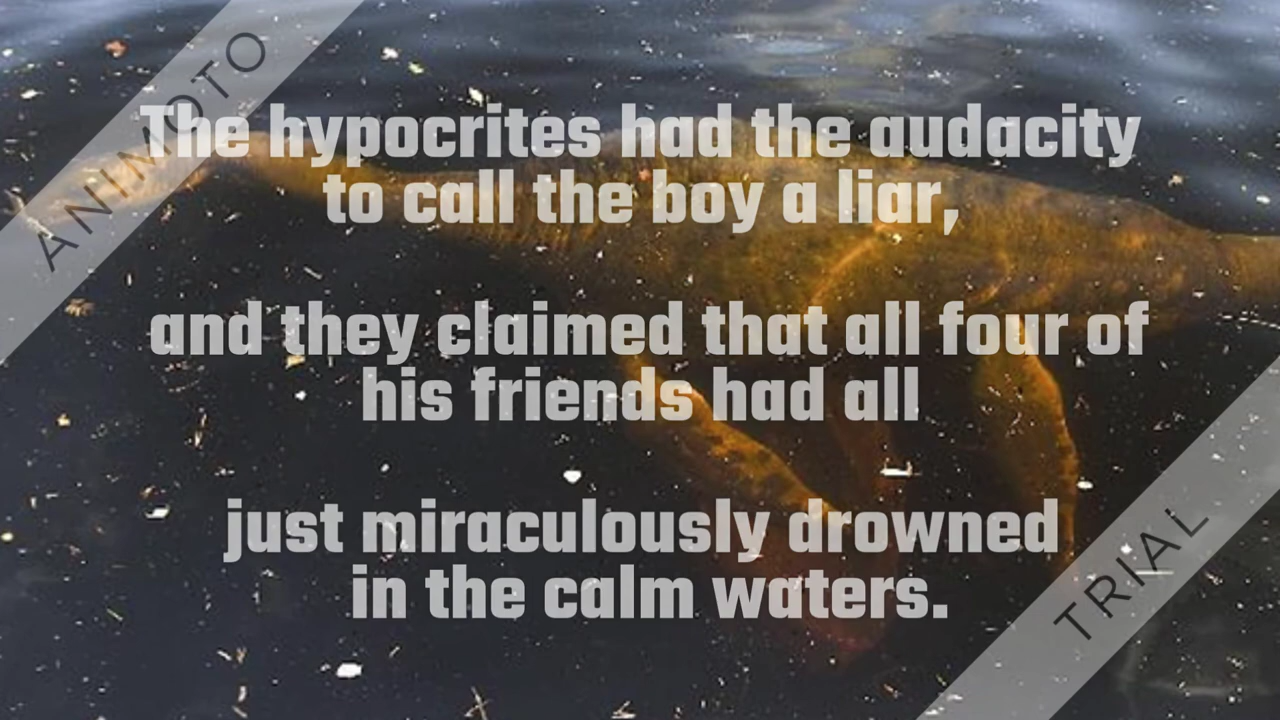 ANIMOTO
The hypocrites had the audacity
to call the boy a liar,
and they claimed that all four of
his friends had all
just miraculously drowned
in the calm waters.
TRIAL